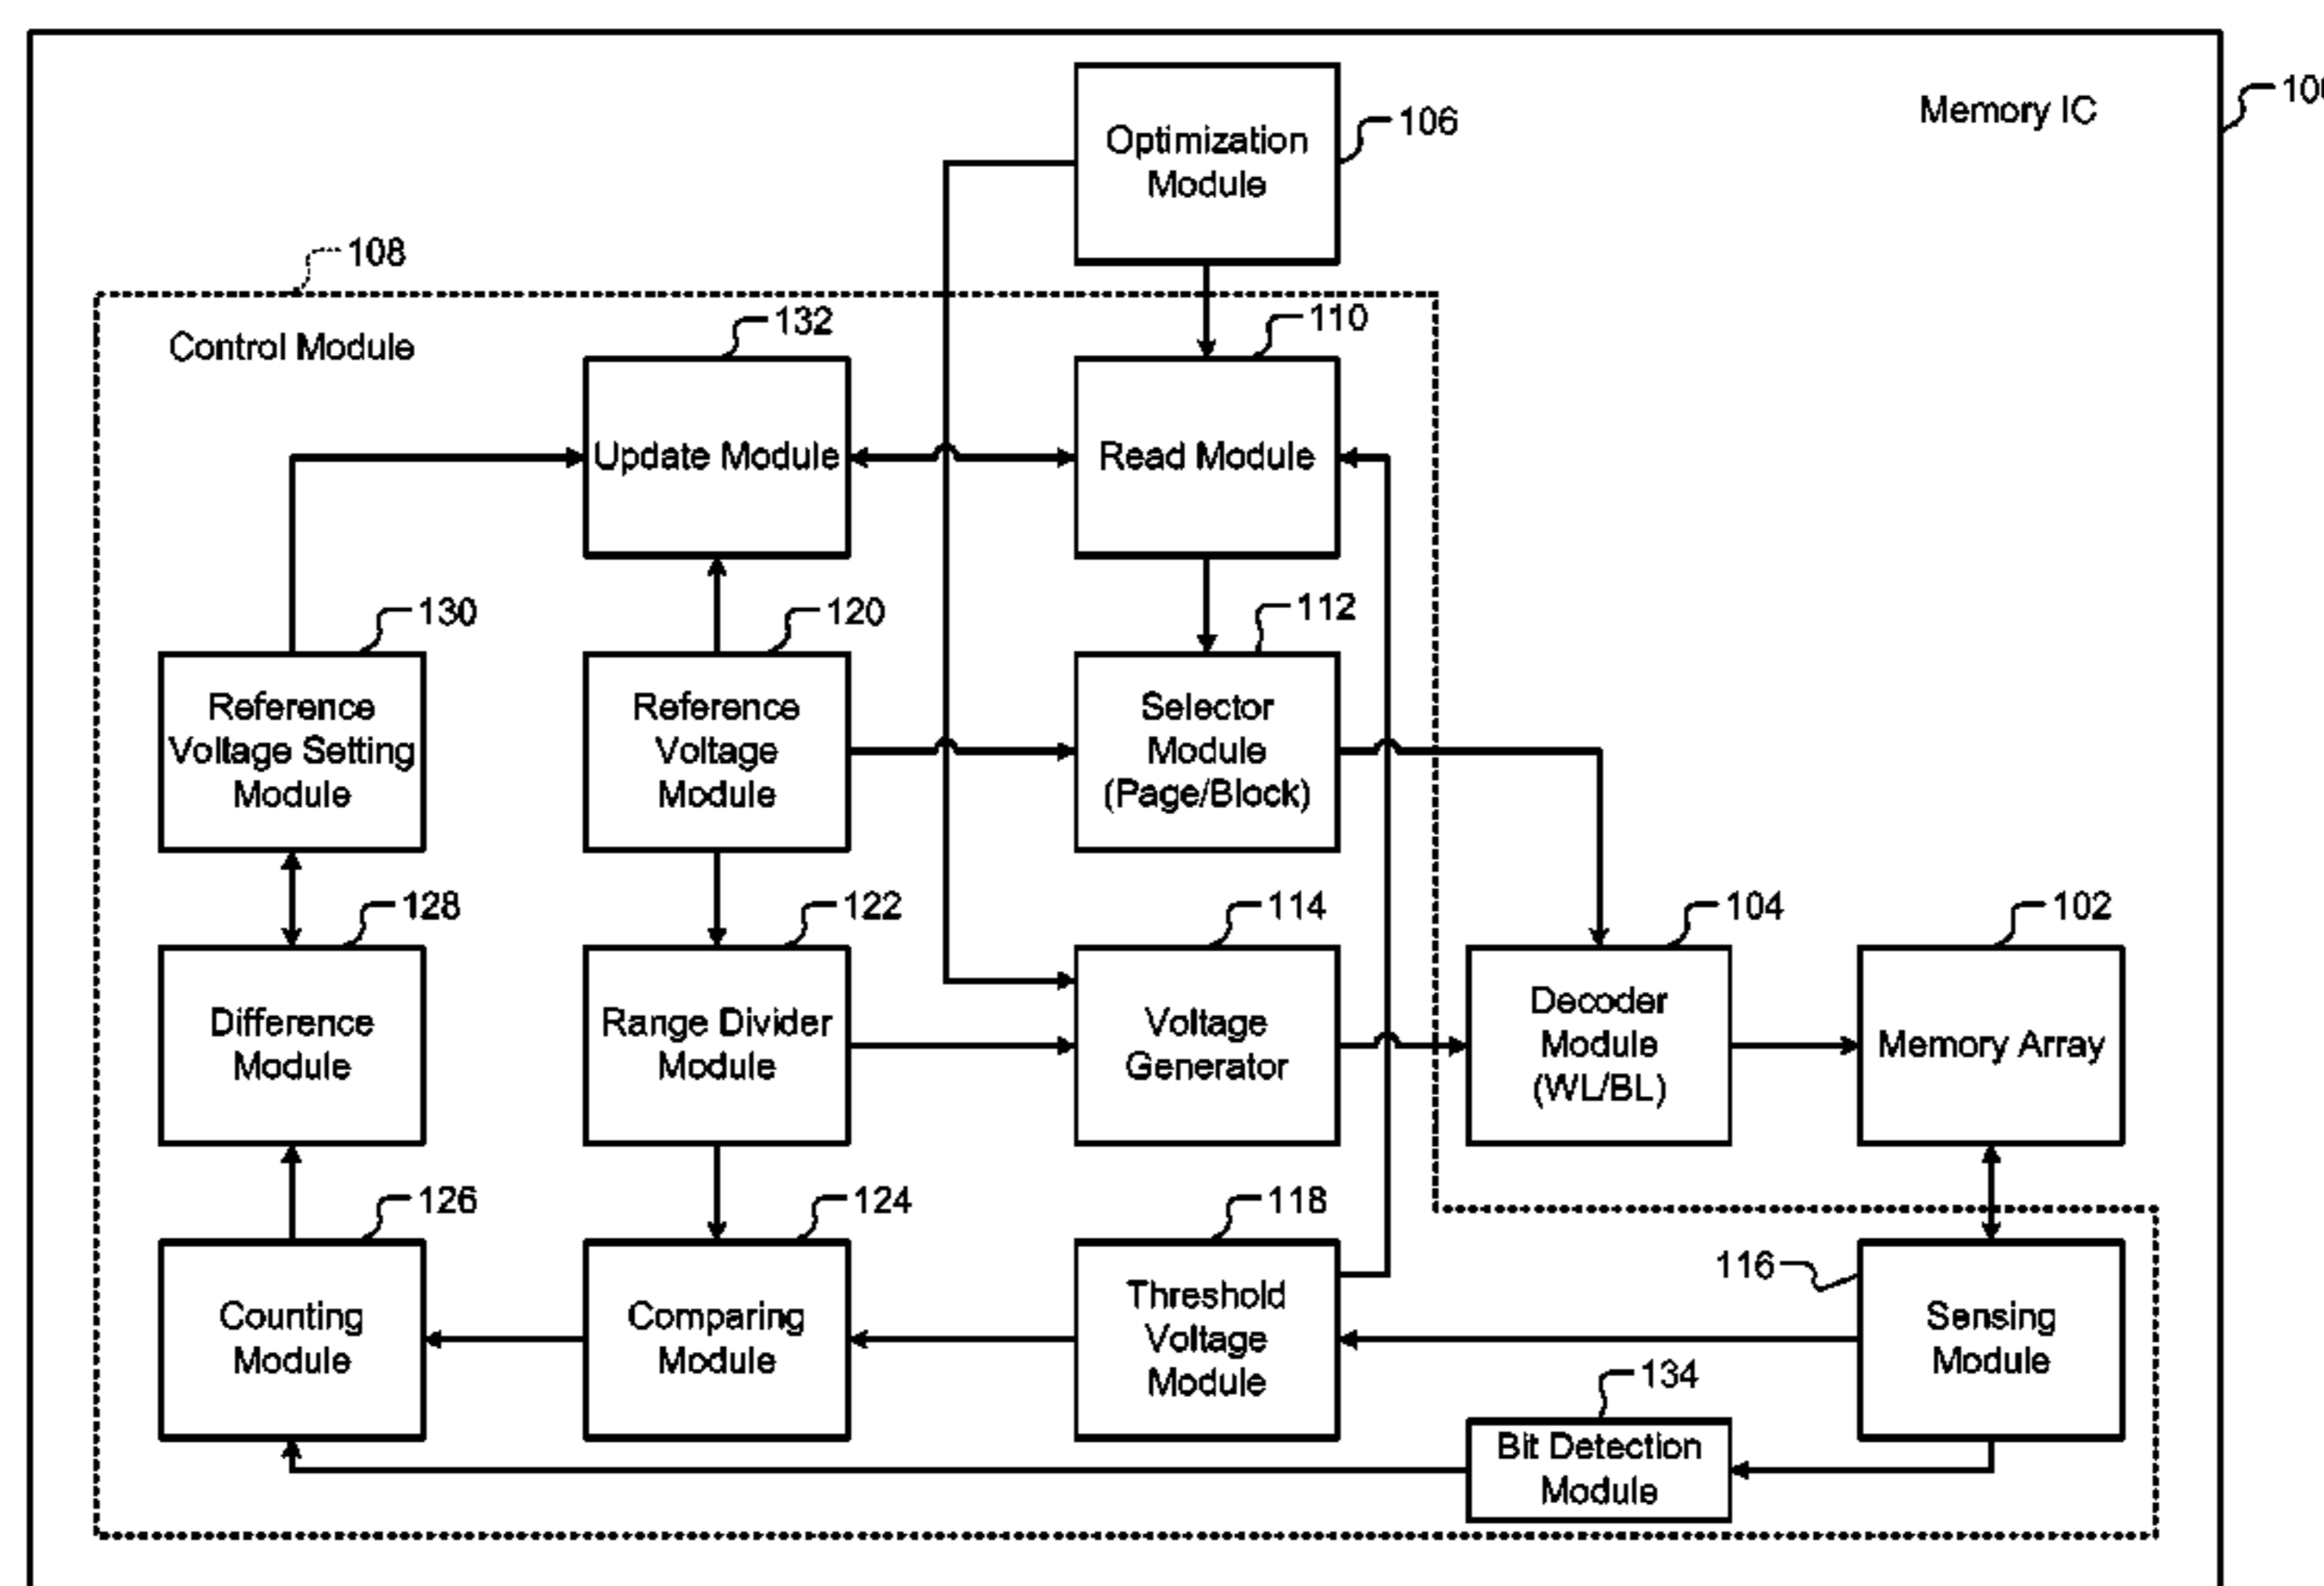 Memory IC
Optimization
Module
106
108
Control Module
132
110
Update Module
Read Module
130
120
112
Reference
Voltage Setting
Module
Reference
Voltage
Module
Selector
Module
(Page/Block)
128
122
114
104
102
Difference
Module
Range Divider
Module
Voltage
Generator
Decoder
Module
(WL/BL)
Memory Array
126
124
118
116
Counting
Module
Comparing
Module
Threshold
Voltage
Module
Sensing
Module
134
Bit Detection
Module